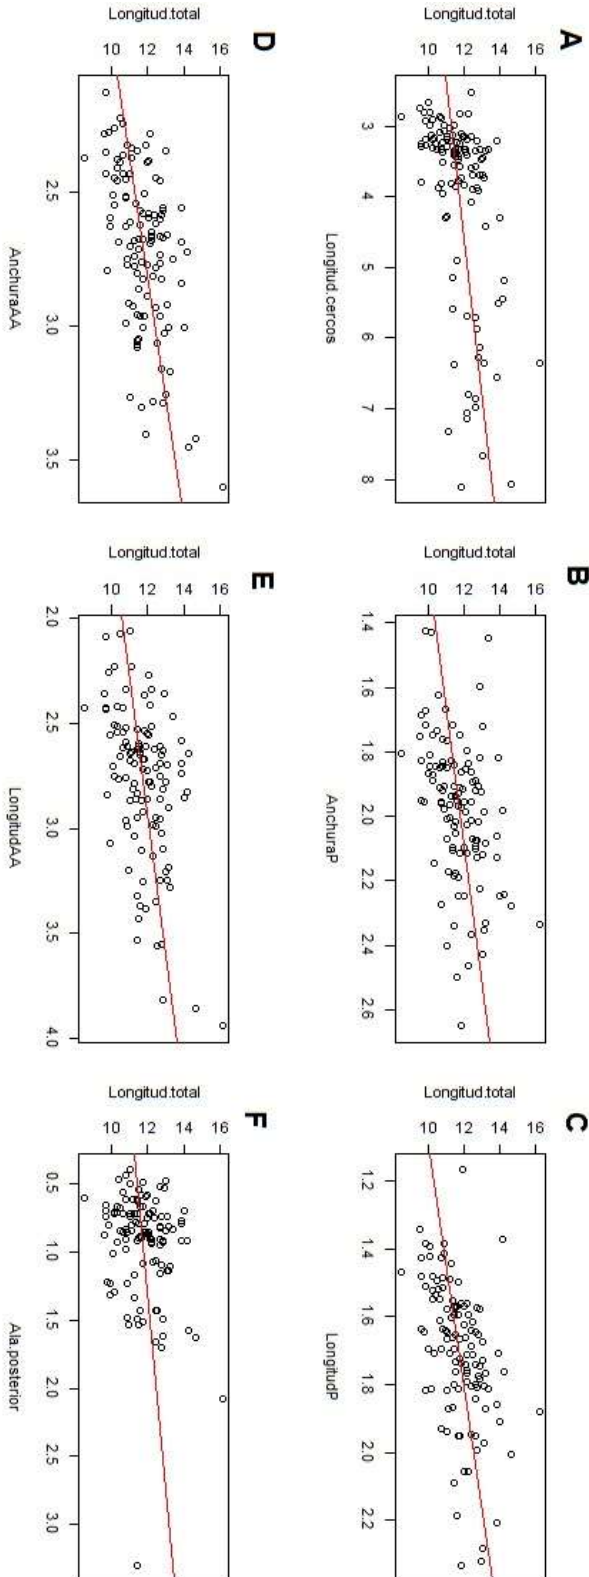 A
Longitud.total
10 12 14 16
3 4 5 6 7 8
Longitud.cercos
B
Longitud.total
10 12 14 16
1.4 1.6 1.8 2.0 2.2 2.4 2.6
AnchuraP
C
Longitud.total
10 12 14 16
1.2 1.4 1.6 1.8 2.0 2.2
LongitudP
D
Longitud.total
10 12 14 16
2.5 3.0 3.5
AnchuraAA
E
Longitud.total
10 12 14 16
2.0 2.5 3.0 3.5 4.0
LongitudAA
F
Longitud.total
10 12 14 16
0.5 1.0 1.5 2.0 2.5 3.0
Ala.posterior